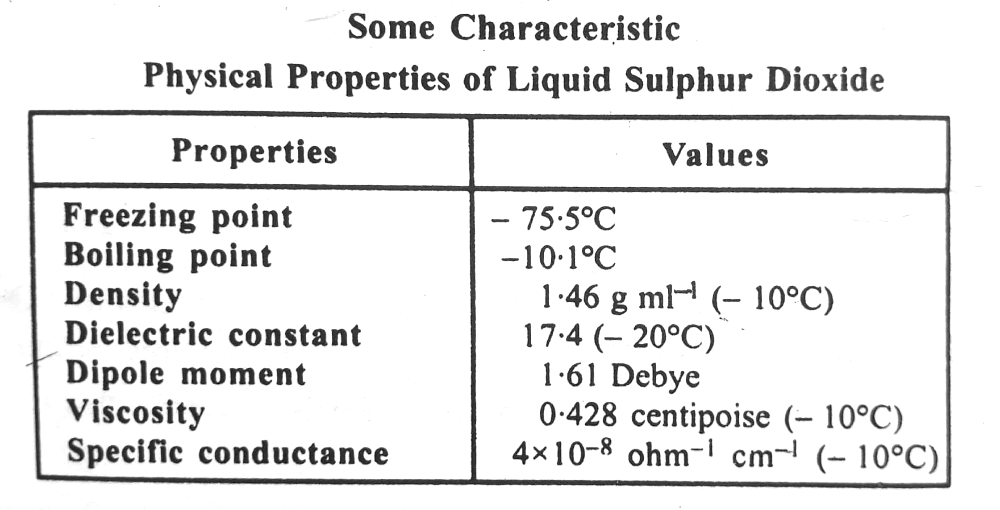 Some Characteristic
Physical Properties of Liquid Sulphur Dioxide
Properties Values
Freezing point – 75·5°C
Boiling point –10·1°C
Density 1·46 g ml⁻¹ (– 10°C)
Dielectric constant 17·4 (– 20°C)
Dipole moment 1·61 Debye
Viscosity 0·428 centipoise (– 10°C)
Specific conductance 4×10⁻⁸ ohm⁻¹ cm⁻¹ (– 10°C)